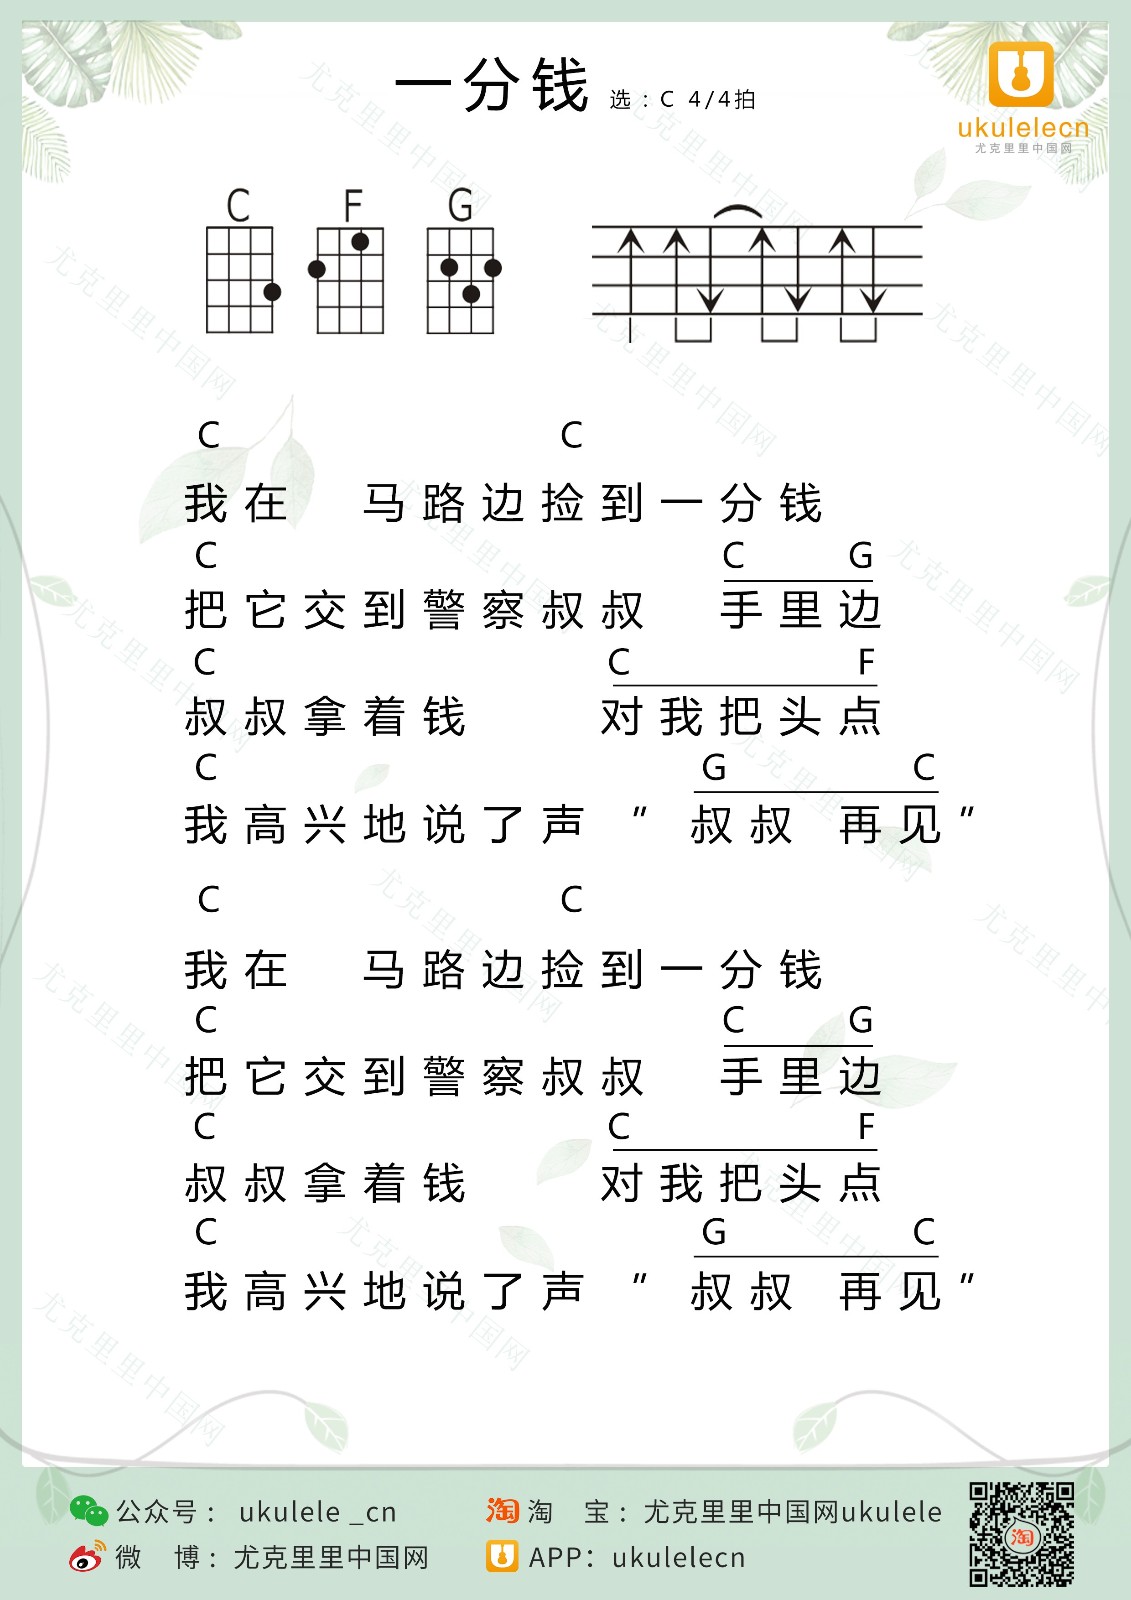 一分钱 选：C 4/4拍
ukulelecn
尤克里里中国网
C F G
C C
我在 马路边捡到一分钱
C C G
把它交到警察叔叔 手里边
C C F
叔叔拿着钱 对我把头点
C G C
我高兴地说了声 " 叔叔 再见"
C C
我在 马路边捡到一分钱
C C G
把它交到警察叔叔 手里边
C C F
叔叔拿着钱 对我把头点
C G C
我高兴地说了声 " 叔叔 再见"
公众号： ukulele _cn 淘 淘 宝：尤克里里中国网ukulele
微 博：尤克里里中国网 APP：ukulelecn
淘